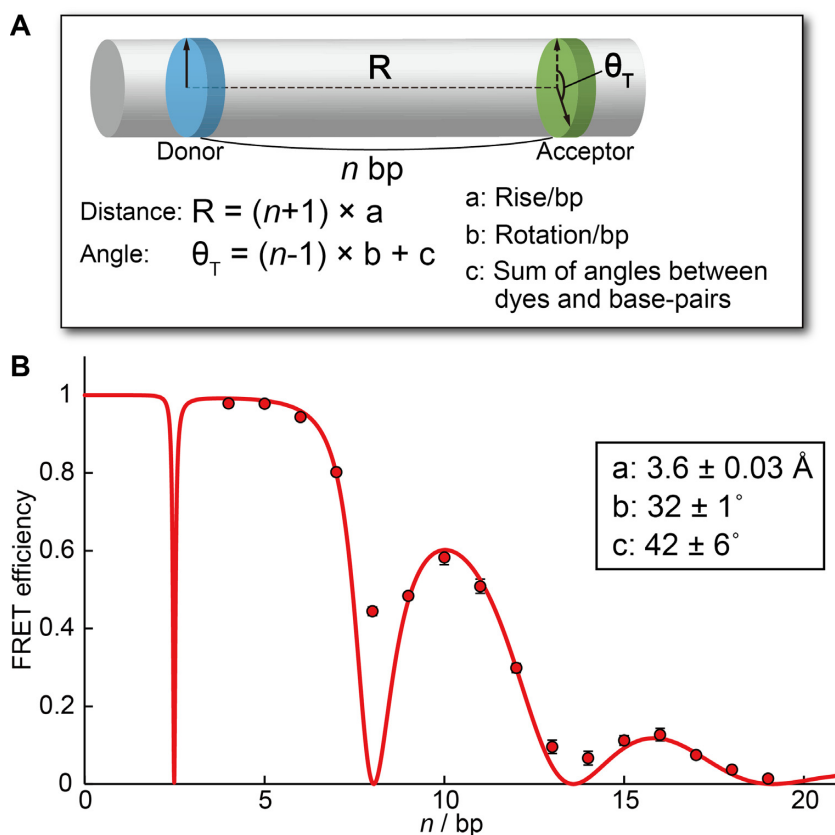 A
R
θT
Donor
Acceptor
n bp
Distance: R = (n+1) × a
Angle: θT = (n-1) × b + c
a: Rise/bp
b: Rotation/bp
c: Sum of angles between
dyes and base-pairs
B
FRET efficiency
1
0.8
0.6
0.4
0.2
0
a: 3.6 ± 0.03 Å
b: 32 ± 1°
c: 42 ± 6°
0 5 10 15 20
n / bp